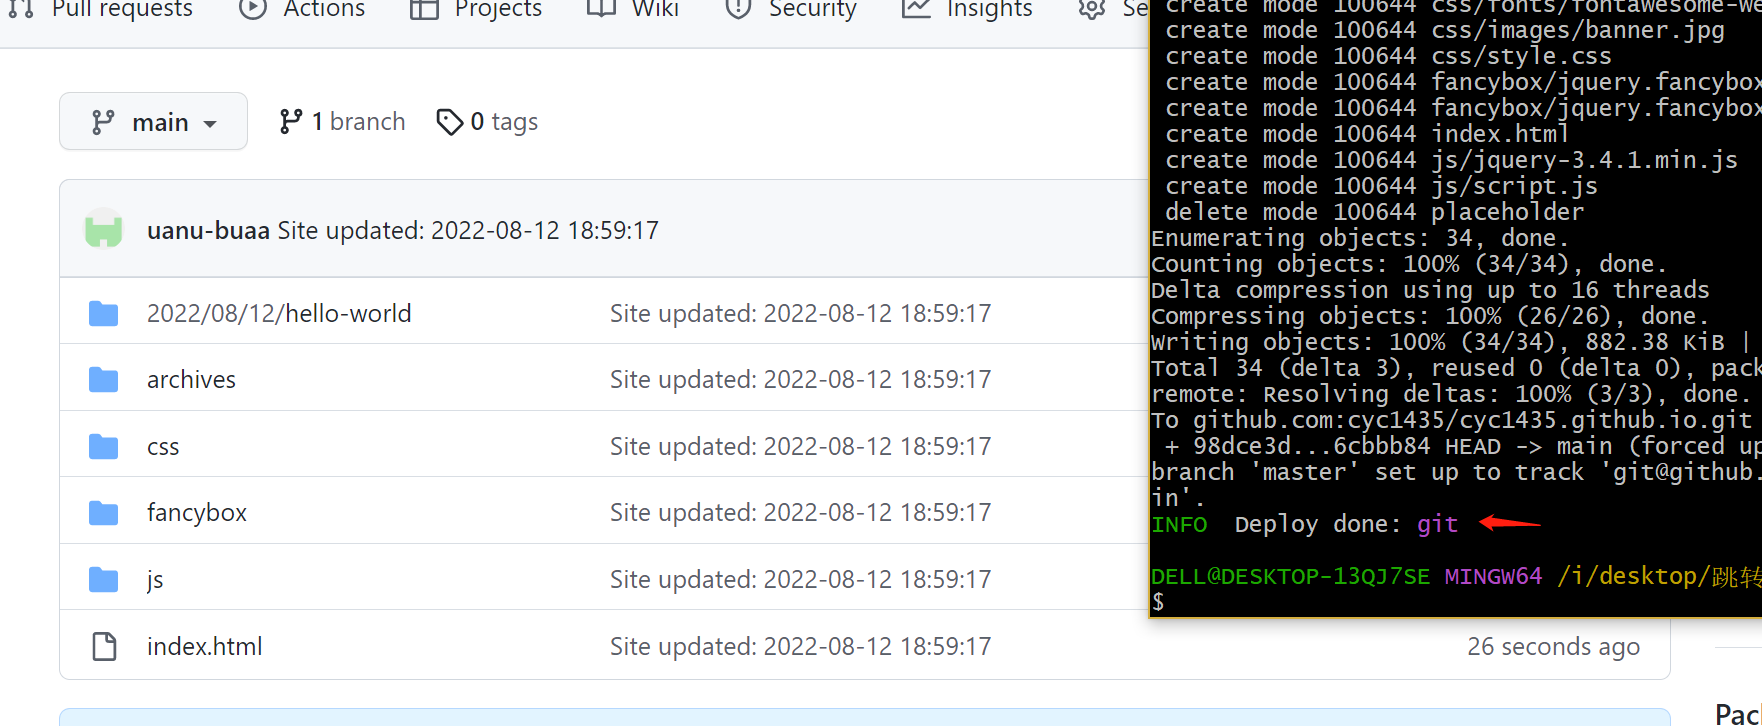 Pull requests
Actions
Projects
Wiki
Security
Insights
Se
main
1 branch
0 tags
uanu-buaa Site updated: 2022-08-12 18:59:17
2022/08/12/hello-world Site updated: 2022-08-12 18:59:17
archives Site updated: 2022-08-12 18:59:17
css Site updated: 2022-08-12 18:59:17
fancybox Site updated: 2022-08-12 18:59:17
js Site updated: 2022-08-12 18:59:17
index.html Site updated: 2022-08-12 18:59:17 26 seconds ago
create mode 100644 css/fonts/fontawesome-we
create mode 100644 css/images/banner.jpg
create mode 100644 css/style.css
create mode 100644 fancybox/jquery.fancybox
create mode 100644 fancybox/jquery.fancybox
create mode 100644 index.html
create mode 100644 js/jquery-3.4.1.min.js
create mode 100644 js/script.js
delete mode 100644 placeholder
Enumerating objects: 34, done.
Counting objects: 100% (34/34), done.
Delta compression using up to 16 threads
Compressing objects: 100% (26/26), done.
Writing objects: 100% (34/34), 882.38 KiB |
Total 34 (delta 3), reused 0 (delta 0), pack
remote: Resolving deltas: 100% (3/3), done.
To github.com:cyc1435/cyc1435.github.io.git
+ 98dce3d...6cbbb84 HEAD -> main (forced up
branch 'master' set up to track 'git@github.
in'.
INFO Deploy done: git
DELL@DESKTOP-13QJ7SE MINGW64 /i/desktop/跳转
$
Pac